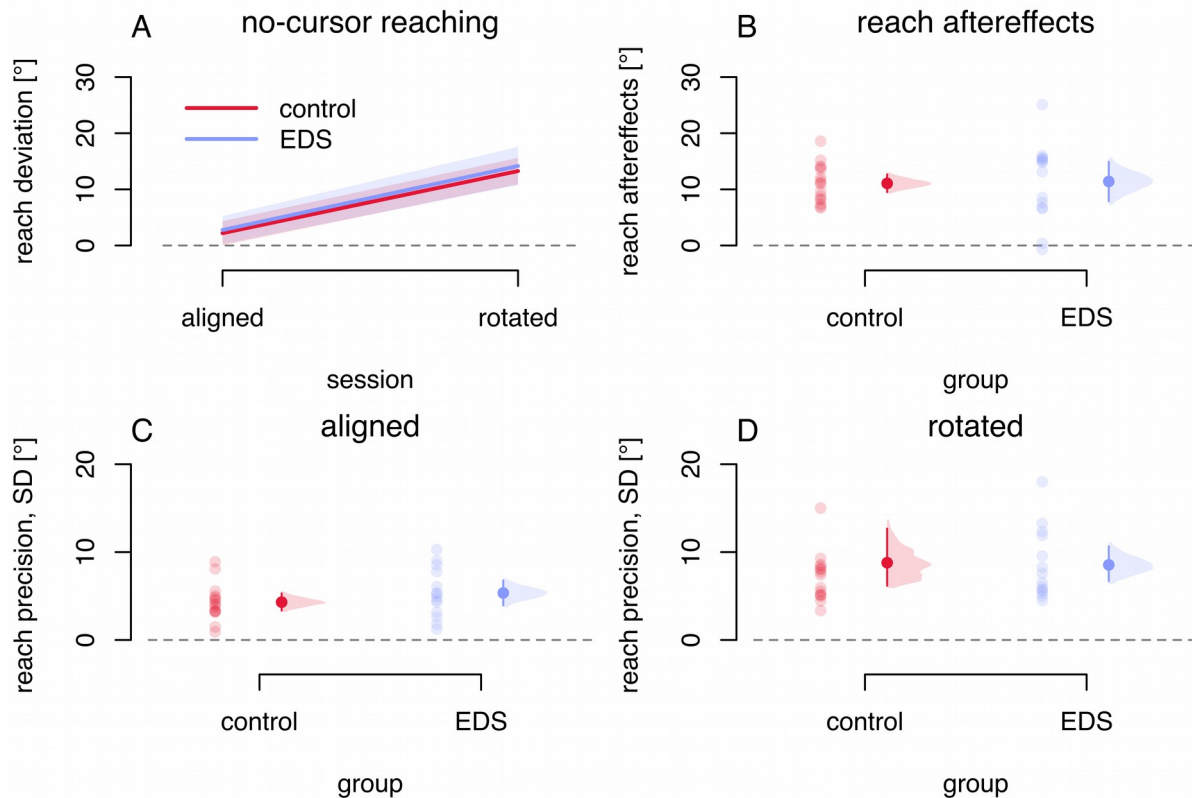 A no-cursor reaching
reach deviation [°]
30
20
10
0
control
EDS
aligned rotated
session
B reach aftereffects
reach aftereffects [°]
30
20
10
0
control EDS
group
C aligned
reach precision, SD [°]
20
10
0
control EDS
group
D rotated
reach precision, SD [°]
20
10
0
control EDS
group